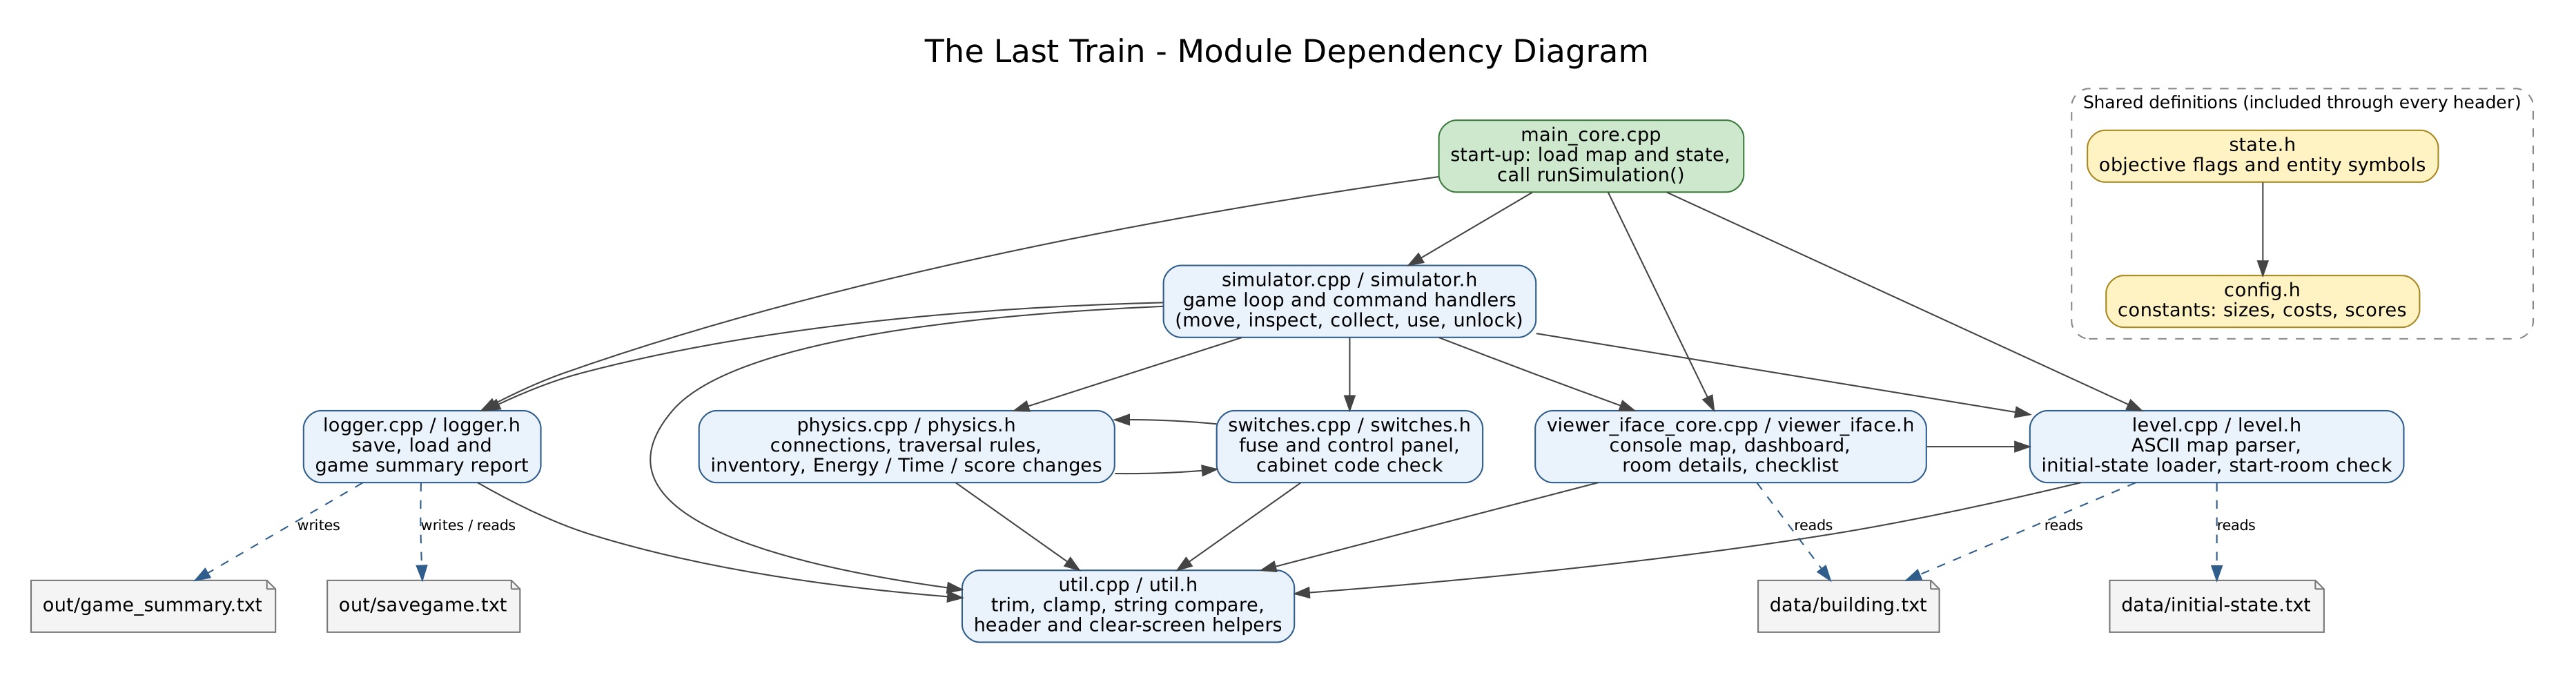 The Last Train - Module Dependency Diagram
Shared definitions (included through every header)
main_core.cpp
start-up: load map and state,
call runSimulation()
state.h
objective flags and entity symbols
simulator.cpp / simulator.h
game loop and command handlers
(move, inspect, collect, use, unlock)
config.h
constants: sizes, costs, scores
logger.cpp / logger.h
save, load and
game summary report
physics.cpp / physics.h
connections, traversal rules,
inventory, Energy / Time / score changes
switches.cpp / switches.h
fuse and control panel,
cabinet code check
viewer_iface_core.cpp / viewer_iface.h
console map, dashboard,
room details, checklist
level.cpp / level.h
ASCII map parser,
initial-state loader, start-room check
writes
writes / reads
reads
reads
reads
out/game_summary.txt
out/savegame.txt
util.cpp / util.h
trim, clamp, string compare,
header and clear-screen helpers
data/building.txt
data/initial-state.txt